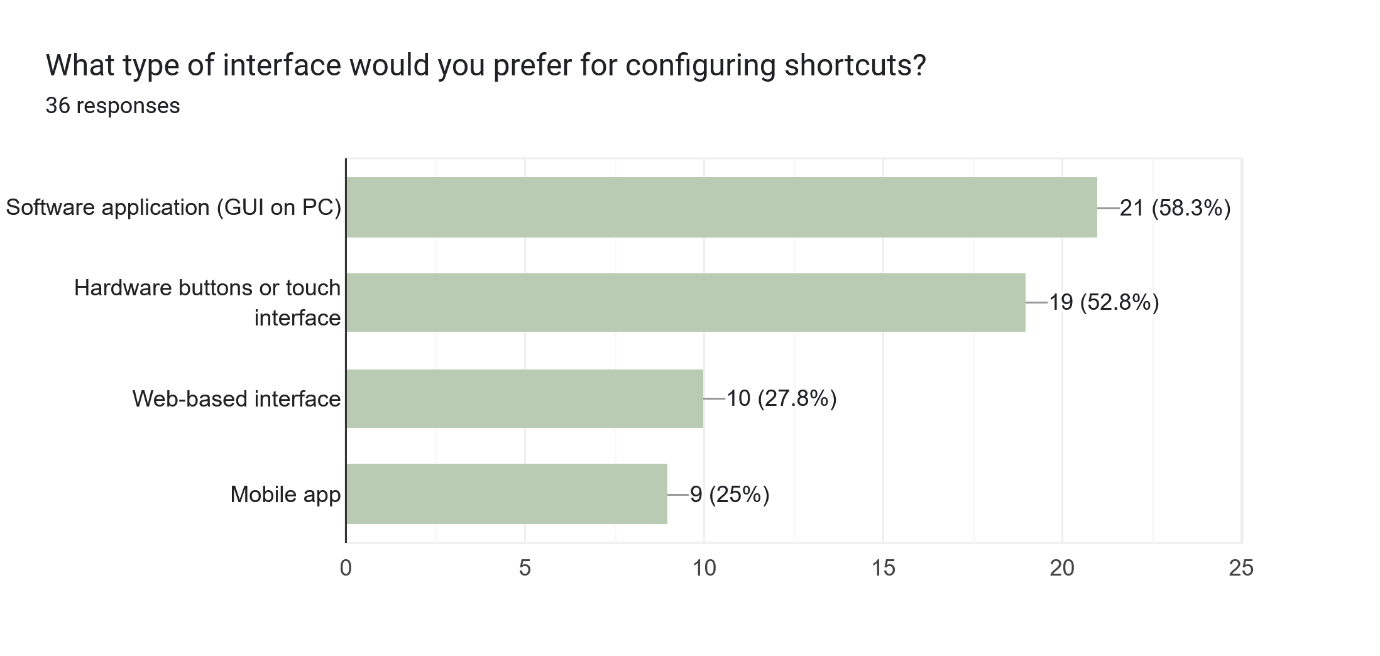 What type of interface would you prefer for configuring shortcuts?
36 responses
Software application (GUI on PC)
21 (58.3%)
Hardware buttons or touch
interface
19 (52.8%)
Web-based interface
10 (27.8%)
Mobile app
9 (25%)
0
5
10
15
20
25